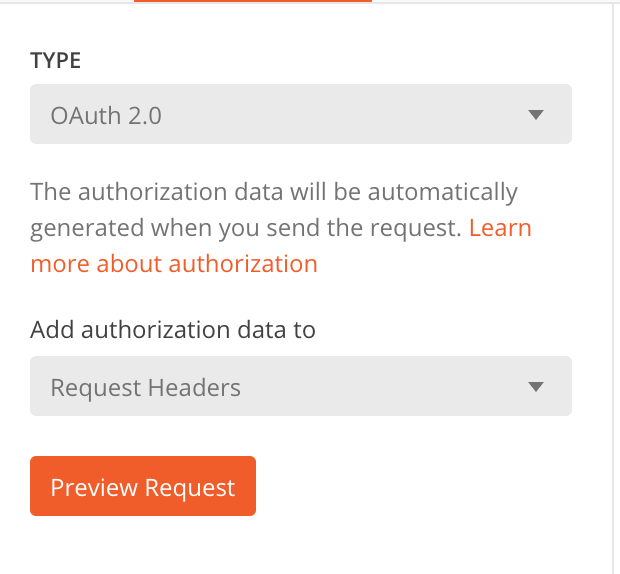 TYPE
OAuth 2.0
The authorization data will be automatically
generated when you send the request. Learn
more about authorization
Add authorization data to
Request Headers
Preview Request